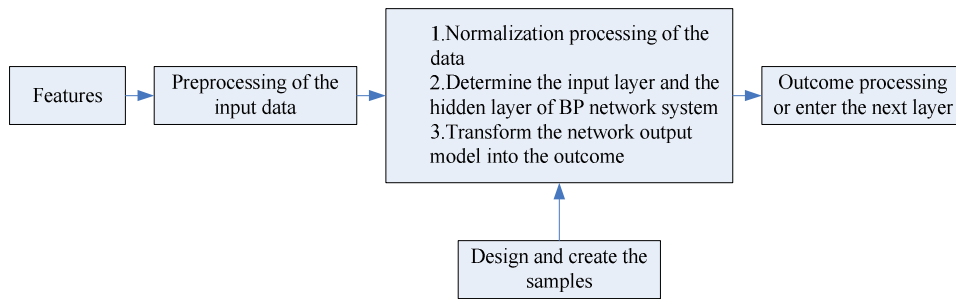 Features
Preprocessing of the
input data
1.Normalization processing of the
data
2.Determine the input layer and the
hidden layer of BP network system
3.Transform the network output
model into the outcome
Outcome processing
or enter the next layer
Design and create the
samples